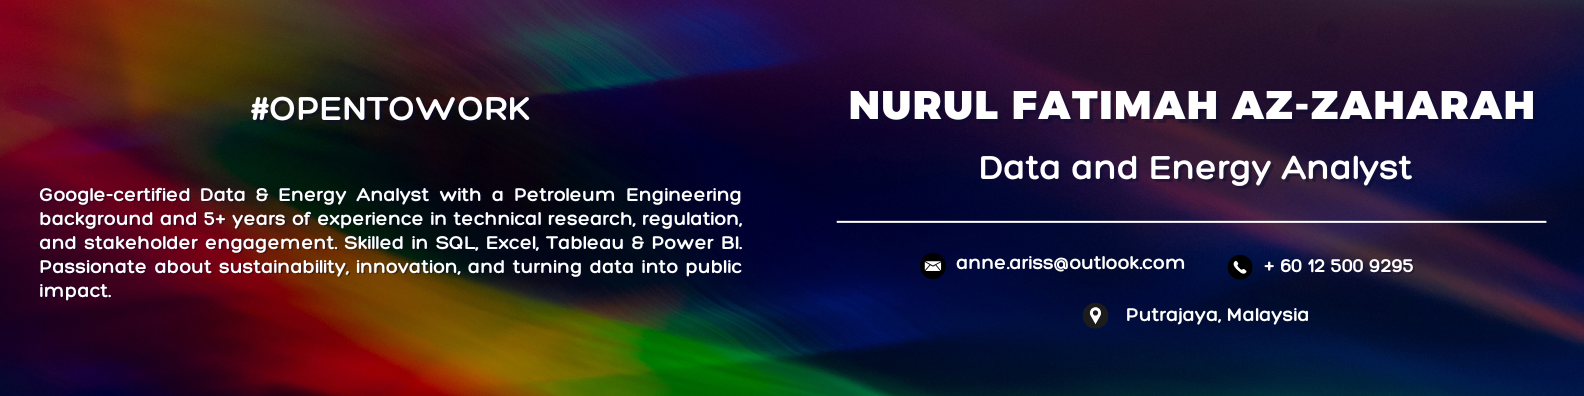 #OPENTOWORK
Google-certified Data & Energy Analyst with a Petroleum Engineering
background and 5+ years of experience in technical research, regulation,
and stakeholder engagement. Skilled in SQL, Excel, Tableau & Power BI.
Passionate about sustainability, innovation, and turning data into public
impact.
NURUL FATIMAH AZ-ZAHARAH
Data and Energy Analyst
anne.ariss@outlook.com
+ 60 12 500 9295
Putrajaya, Malaysia